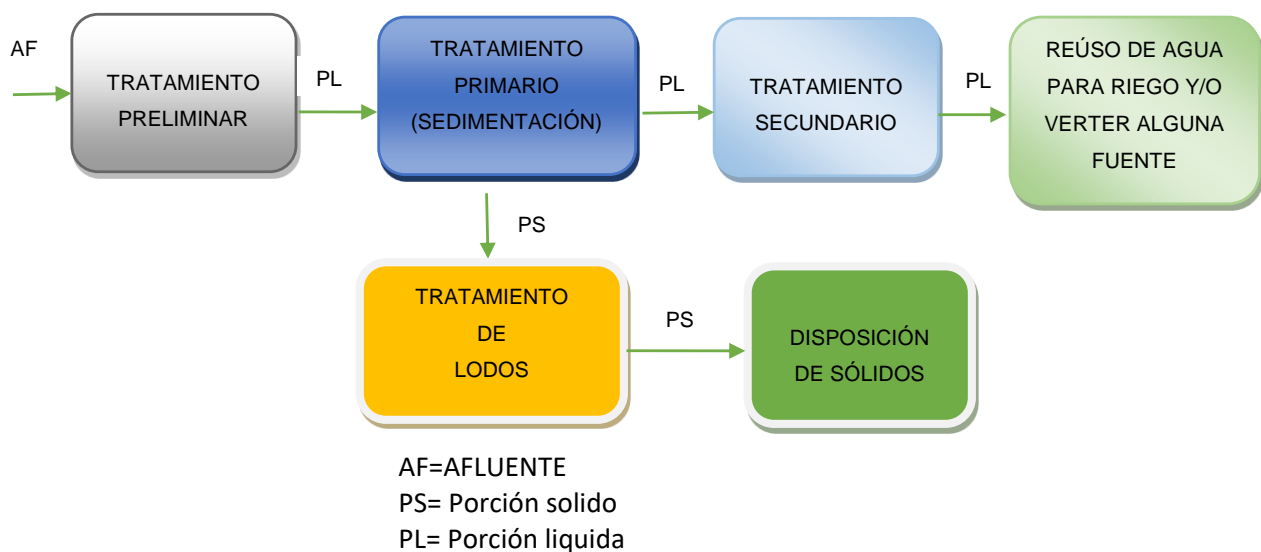 AF
TRATAMIENTO
PRELIMINAR
PL
TRATAMIENTO
PRIMARIO
(SEDIMENTACIÓN)
PL
TRATAMIENTO
SECUNDARIO
PL
REÚSO DE AGUA
PARA RIEGO Y/O
VERTER ALGUNA
FUENTE
PS
TRATAMIENTO
DE
LODOS
PS
DISPOSICIÓN
DE SÓLIDOS
AF=AFLUENTE
PS= Porción solido
PL= Porción liquida